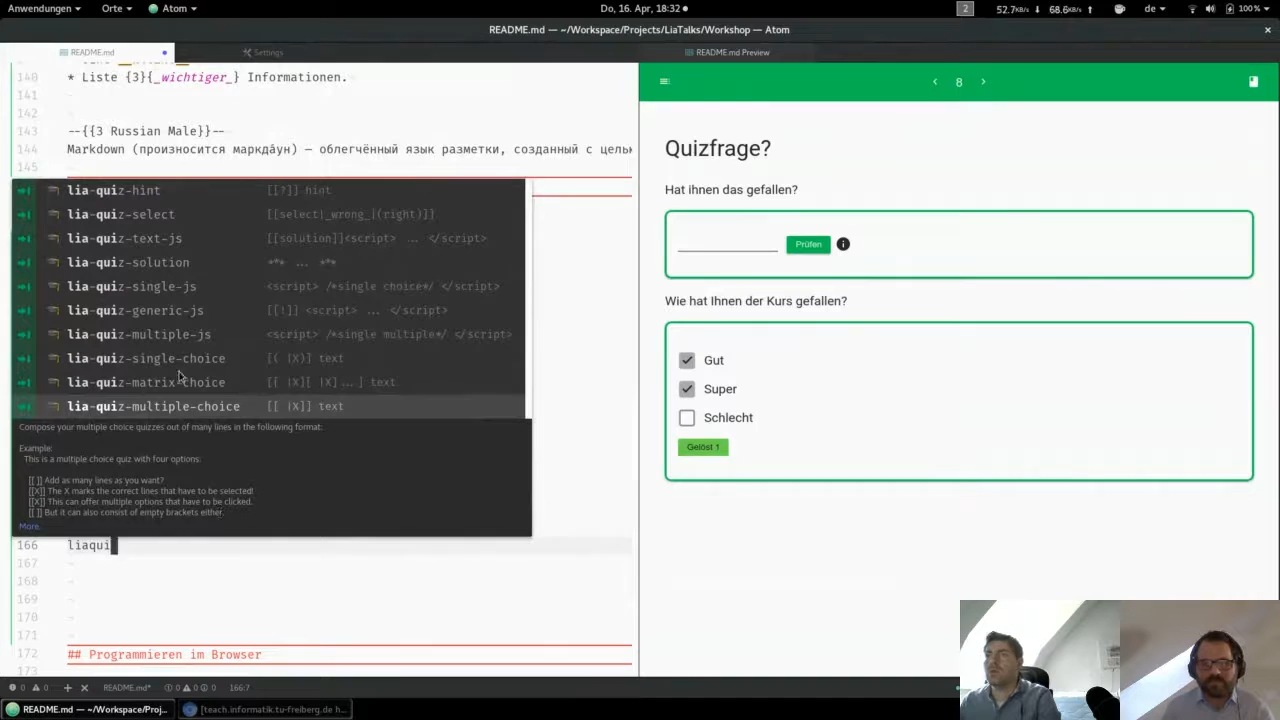 Anwendungen Orte Atom Do, 16. Apr, 18:32 2 52.7KB/s 68.6KB/s de 100%
README.md — ~/Workspace/Projects/LiaTalks/Workshop — Atom ×
README.md Settings README.md Preview
140 * Liste {3}{_wichtiger_} Informationen.
141
142
143 --{{3 Russian Male}}--
144 Markdown (произносится маркда́ун) — облегчённый язык разметки, созданный с цель
145
lia-quiz-hint [[?]] hint
lia-quiz-select [[select|_wrong_|(right)]]
lia-quiz-text-js [[solution]]<script> ... </script>
lia-quiz-solution *** ... ***
lia-quiz-single-js <script> /*single choice*/ </script>
lia-quiz-generic-js [[!]] <script> ... </script>
lia-quiz-multiple-js <script> /*single multiple*/ </script>
lia-quiz-single-choice [( |X)] text
lia-quiz-matrix-choice [[ |X][ |X]...] text
lia-quiz-multiple-choice [[ |X]] text
Compose your multiple choice quizzes out of many lines in the following format:
Example:
This is a multiple choice quiz with four options:
[[ ]] Add as many lines as you want?
[[X]] The X marks the correct lines that have to be selected!
[[X]] This can offer multiple options that have to be clicked.
[[ ]] But it can also consist of empty brackets either.
More.
166 liaqui
167
168
169
170
171
172 ## Programmieren im Browser
173
0 0 + × README.md* 0 0 0 166:7
README.md — ~/Workspace/Proj... [teach.informatik.tu-freiberg.de h...
8
Quizfrage?
Hat ihnen das gefallen?
Prüfen
Wie hat Ihnen der Kurs gefallen?
Gut
Super
Schlecht
Gelöst 1